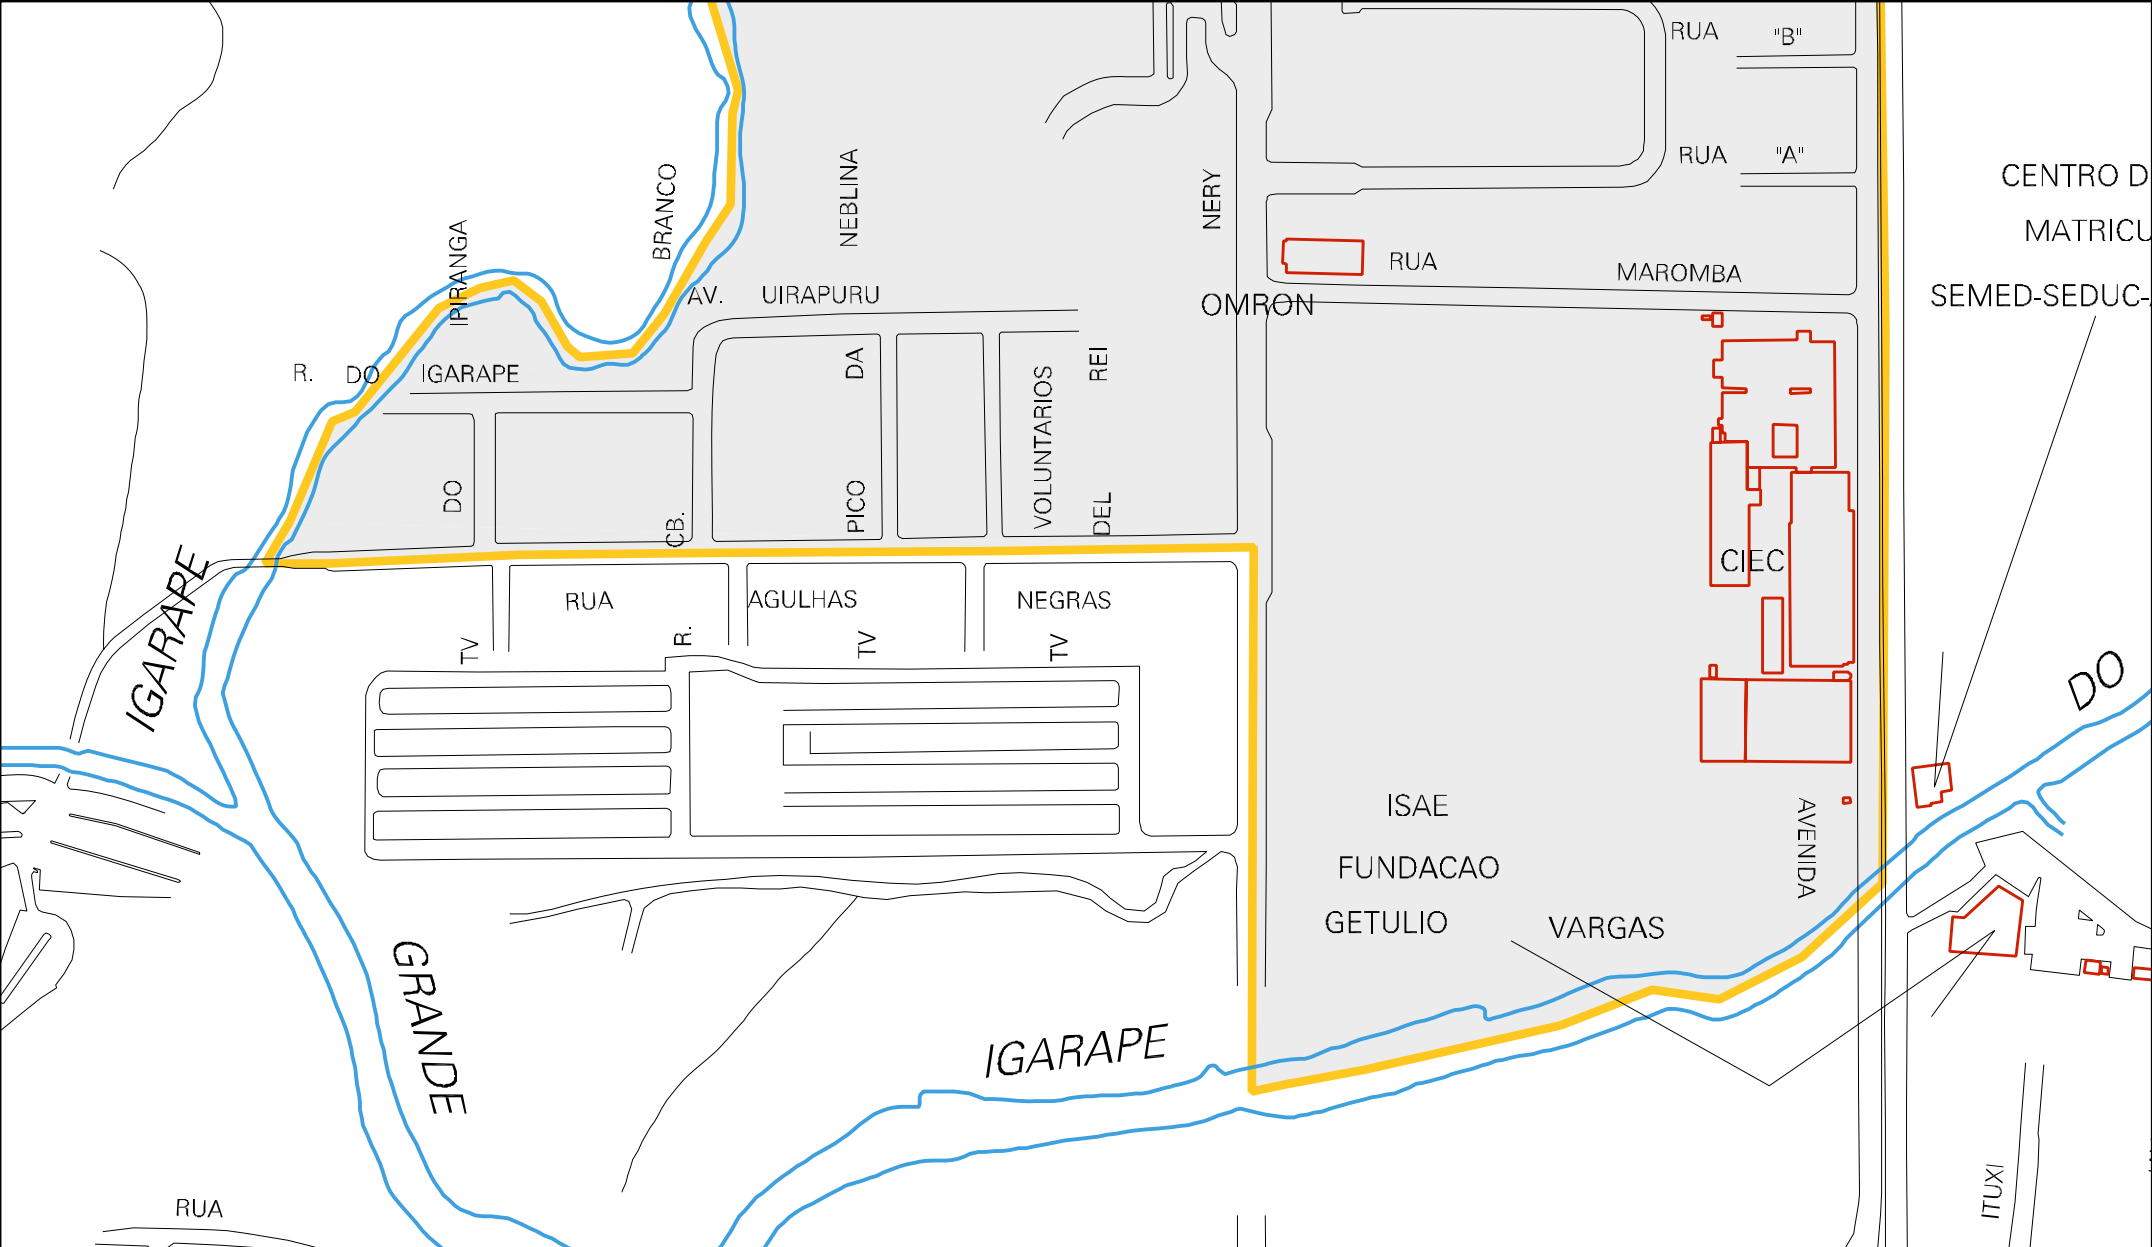 RUA "B"
RUA "A"
CENTRO D
MATRICU
SEMED-SEDUC-
NEBLINA
BRANCO
NERY
IPIRANGA
RUA MAROMBA
AV. UIRAPURU
OMRON
R. DO IGARAPE
DA
REI
VOLUNTARIOS
DO
CB.
PICO
DEL
CIEC
RUA AGULHAS NEGRAS
TV
R.
TV
TV
IGARAPE
DO
ISAE
FUNDACAO
GETULIO VARGAS
AVENIDA
GRANDE
IGARAPE
ITUXI
RUA